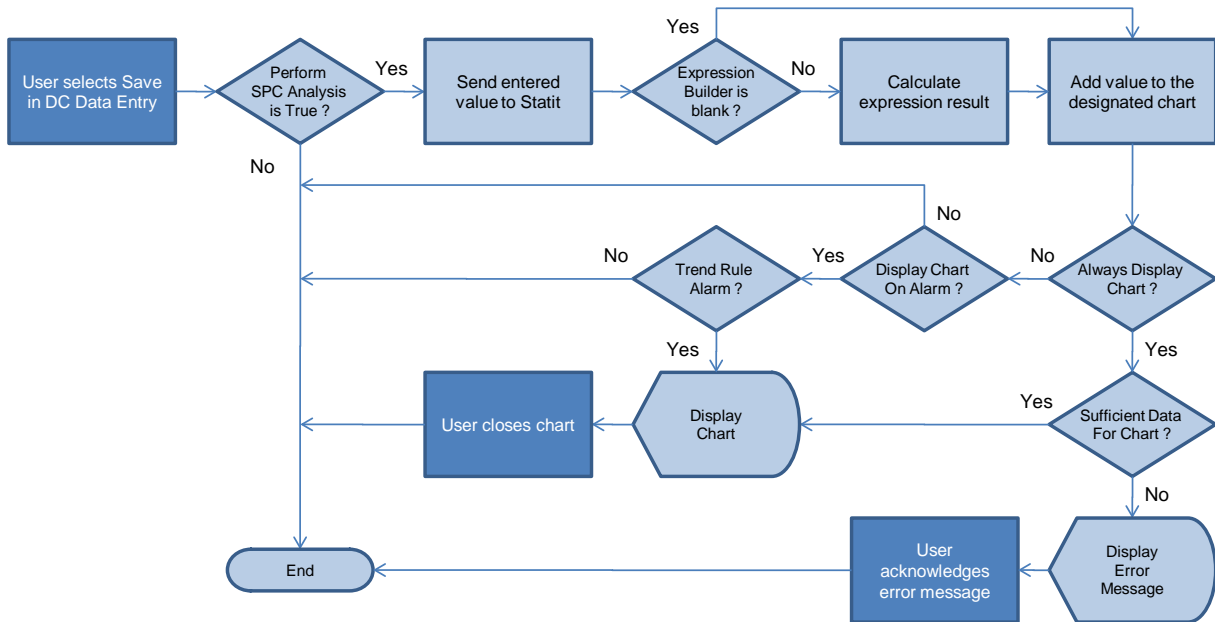 Yes
User selects Save
in DC Data Entry
Perform
SPC Analysis
is True ?
Yes
Send entered
value to Statit
Expression
Builder is
blank ?
No
Calculate
expression result
Add value to the
designated chart
No
No
No
Trend Rule
Alarm ?
Yes
Display Chart
On Alarm ?
No
Always Display
Chart ?
Yes
Yes
User closes chart
Display
Chart
Yes
Sufficient Data
For Chart ?
No
End
User
acknowledges
error message
Display
Error
Message